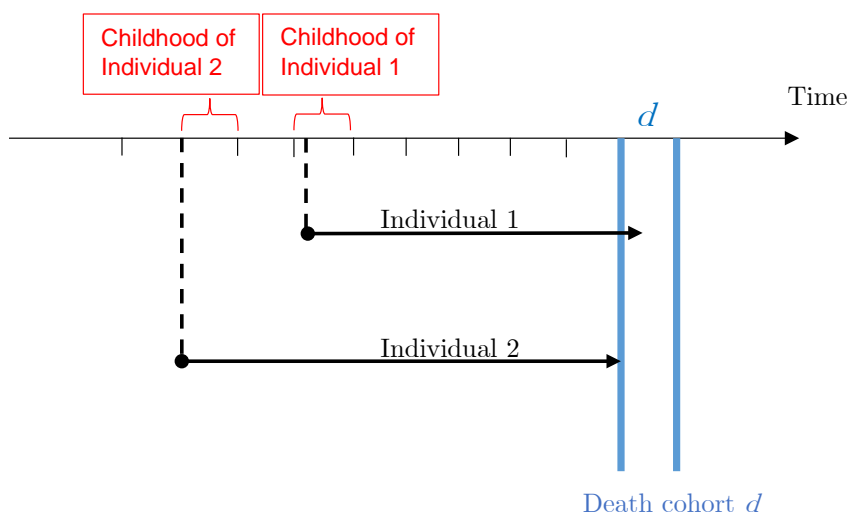 Childhood of
Individual 2
Childhood of
Individual 1
Time
d
Individual 1
Individual 2
Death cohort d